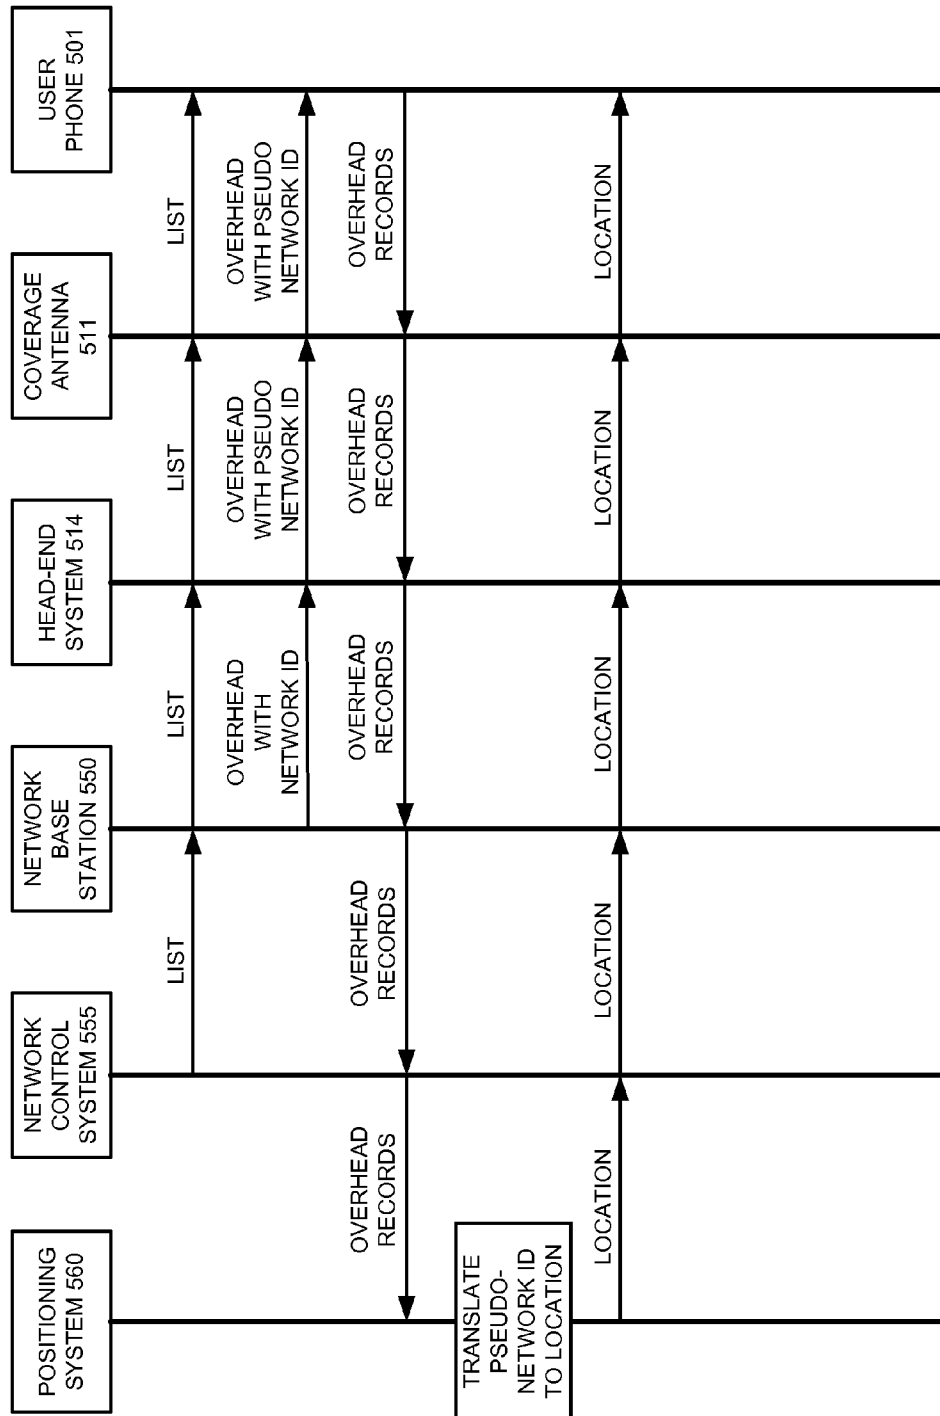 POSITIONING
SYSTEM 560
NETWORK
CONTROL
SYSTEM 555
NETWORK
BASE
STATION 550
HEAD-END
SYSTEM 514
COVERAGE
ANTENNA
511
USER
PHONE 501
LIST
LIST
LIST
LIST
OVERHEAD
WITH
NETWORK ID
OVERHEAD
WITH PSEUDO
NETWORK ID
OVERHEAD
WITH PSEUDO
NETWORK ID
OVERHEAD
RECORDS
OVERHEAD
RECORDS
OVERHEAD
RECORDS
OVERHEAD
RECORDS
OVERHEAD
RECORDS
TRANSLATE
PSEUDO-
NETWORK ID
TO LOCATION
LOCATION
LOCATION
LOCATION
LOCATION
LOCATION